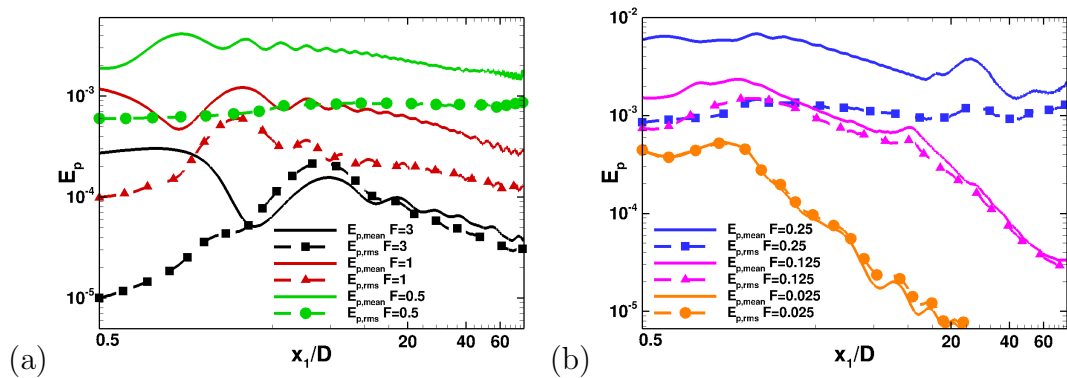 (a)
E_p
10^-3
10^-4
10^-5
E_p,mean F=3
E_p,rms F=3
E_p,mean F=1
E_p,rms F=1
E_p,mean F=0.5
E_p,rms F=0.5
0.5
20
40
60
x_1/D
(b)
E_p
10^-2
10^-3
10^-4
10^-5
E_p,mean F=0.25
E_p,rms F=0.25
E_p,mean F=0.125
E_p,rms F=0.125
E_p,mean F=0.025
E_p,rms F=0.025
0.5
20
40
60
x_1/D